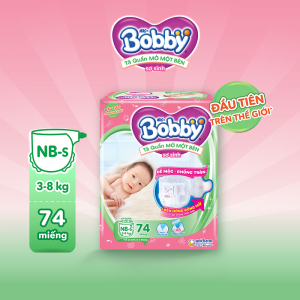 Bobby
Tã Quần MỞ MỘT BÊN
sơ sinh
ĐẦU TIÊN
TRÊN THẾ GIỚI
NB-S
3-8 kg
74
miếng
Bobby
Tã Quần MỞ MỘT BÊN
sơ sinh
NB-S
74